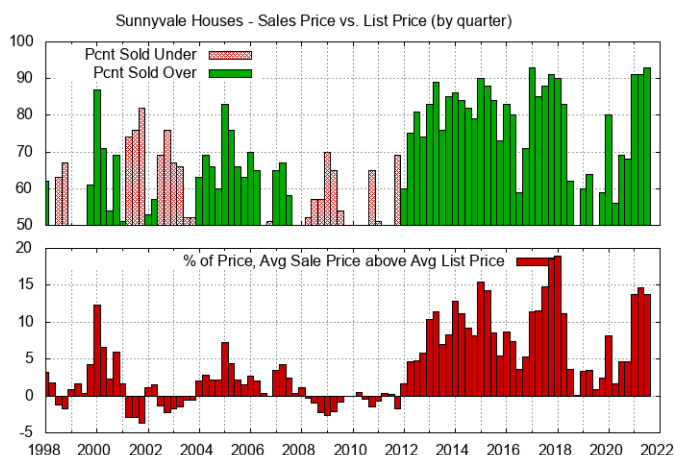 Sunnyvale Houses - Sales Price vs. List Price (by quarter)
100
Pcnt Sold Under
Pcnt Sold Over
90
80
70
60
50
20
% of Price, Avg Sale Price above Avg List Price
15
10
5
0
-5
1998 2000 2002 2004 2006 2008 2010 2012 2014 2016 2018 2020 2022